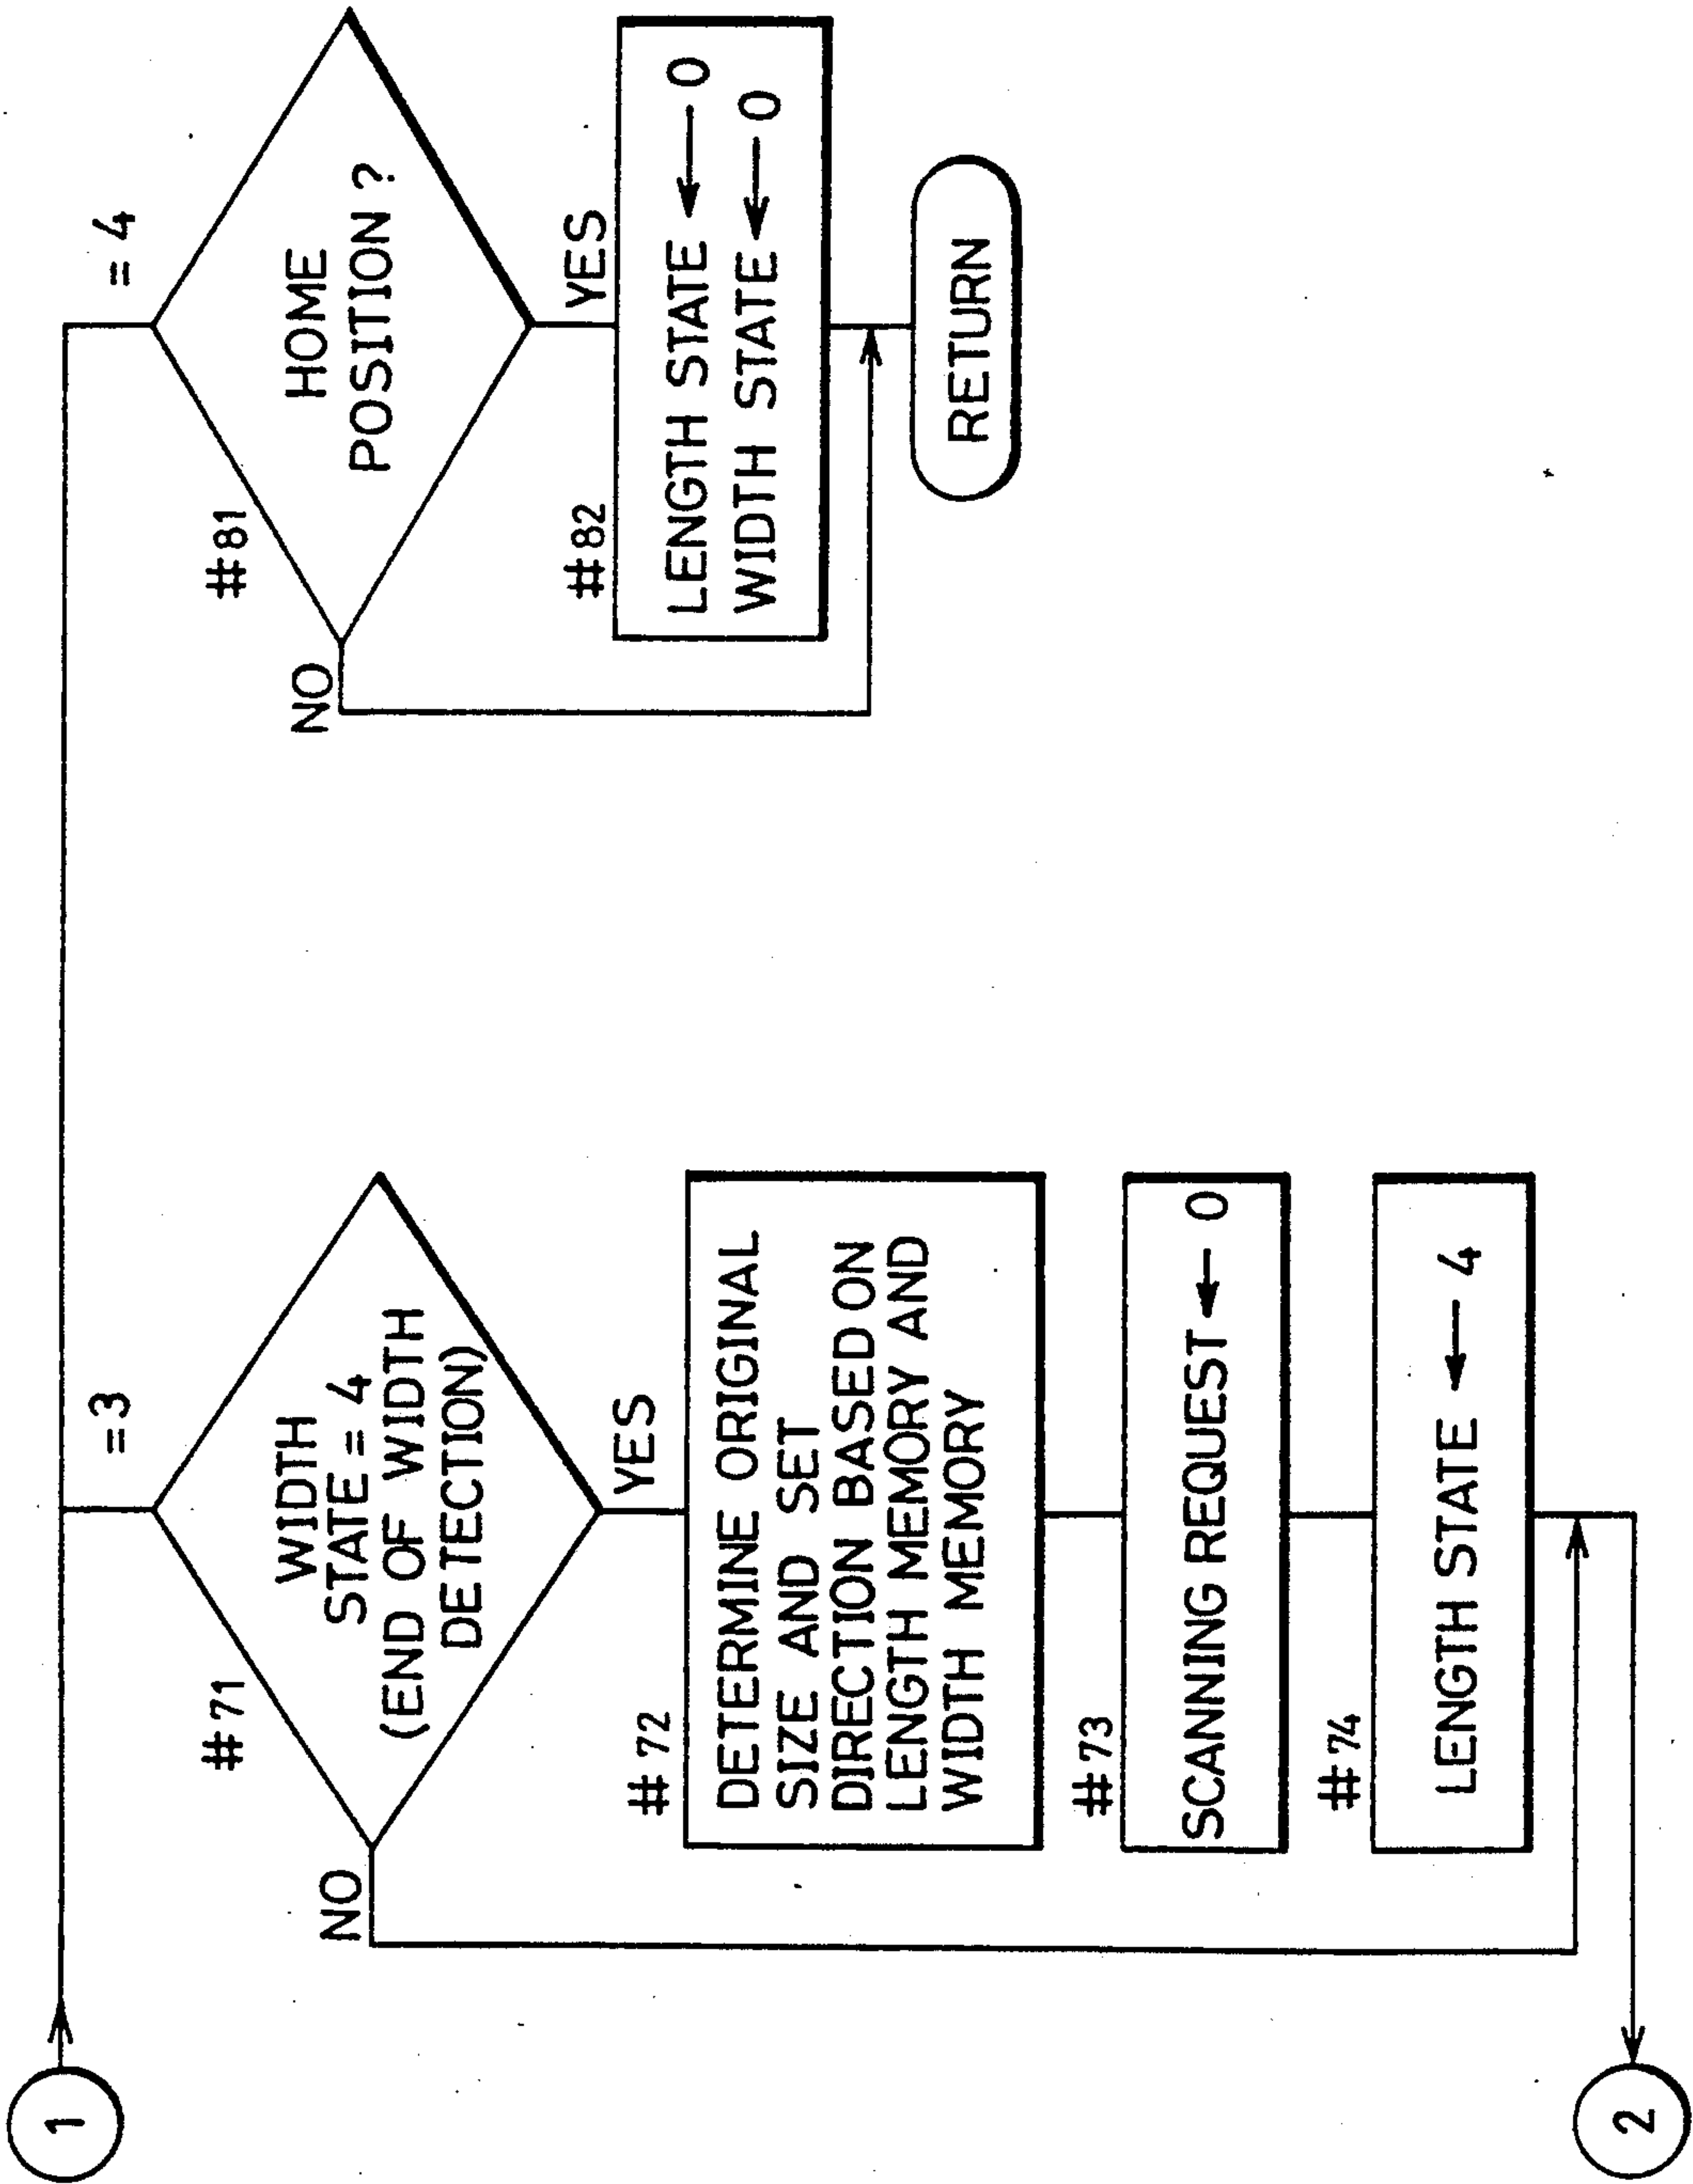 1
=3
#71
WIDTH
STATE = 4
(END OF WIDTH
DETECTION)
NO
YES
#72
DETERMINE ORIGINAL
SIZE AND SET
DIRECTION BASED ON
LENGTH MEMORY AND
WIDTH MEMORY
#73
SCANNING REQUEST ← 0
#74
LENGTH STATE ← 4
2
= 4
#81
HOME
POSITION ?
NO
YES
#82
LENGTH STATE ← 0
WIDTH STATE ← 0
RETURN